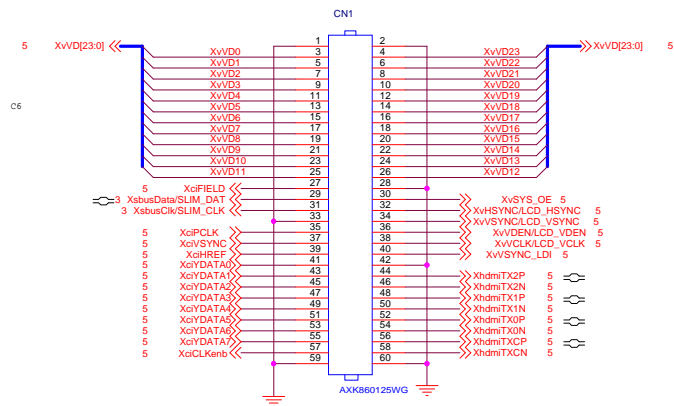 CN1
1 2
5 XvVD[23:0] XvVD[23:0] 5
XvVD0 3 4 XvVD23
XvVD1 5 6 XvVD22
XvVD2 7 8 XvVD21
XvVD3 9 10 XvVD20
XvVD4 11 12 XvVD19
C6
XvVD5 13 14 XvVD18
XvVD6 15 16 XvVD17
XvVD7 17 18 XvVD16
XvVD8 19 20 XvVD15
XvVD9 21 22 XvVD14
XvVD10 23 24 XvVD13
XvVD11 25 26 XvVD12
5 XciFIELD 27 28
3 XsbusData/SLIM_DAT 29 30 XvSYS_OE 5
3 XsbusClk/SLIM_CLK 31 32 XvHSYNC/LCD_HSYNC 5
33 34 XvVSYNC/LCD_VSYNC 5
5 XciPCLK 35 36 XvVDEN/LCD_VDEN 5
5 XciVSYNC 37 38 XvVCLK/LCD_VCLK 5
5 XciHREF 39 40 XvVSYNC_LDI 5
5 XciYDATA0 41 42
5 XciYDATA1 43 44 XhdmiTX2P 5
5 XciYDATA2 45 46 XhdmiTX2N 5
5 XciYDATA3 47 48 XhdmiTX1P 5
5 XciYDATA4 49 50 XhdmiTX1N 5
5 XciYDATA5 51 52 XhdmiTX0P 5
5 XciYDATA6 53 54 XhdmiTX0N 5
5 XciYDATA7 55 56 XhdmiTXCP 5
5 XciCLKenb 57 58 XhdmiTXCN 5
59 60
AXK860125WG